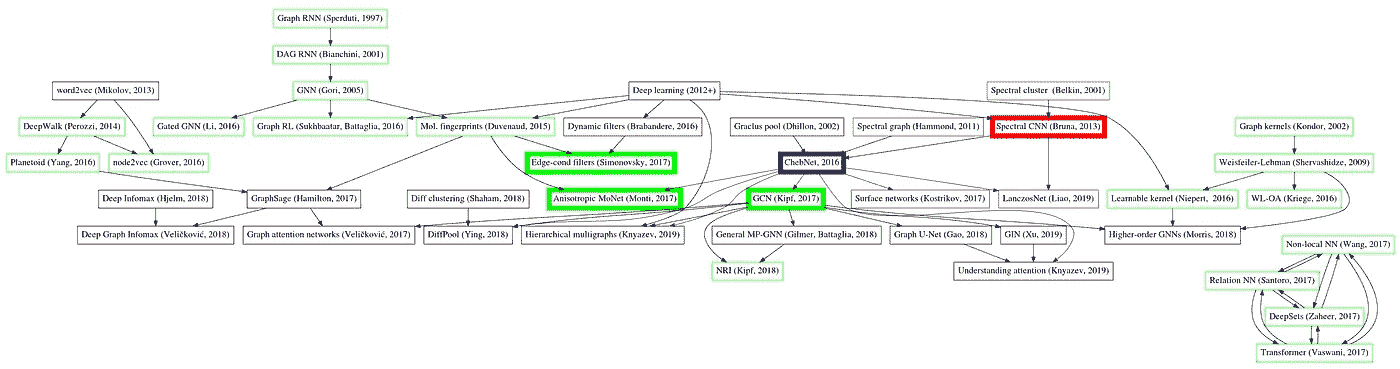 Graph RNN (Sperduti, 1997)
DAG RNN (Bianchini, 2001)
word2vec (Mikolov, 2013)
GNN (Gori, 2005)
Deep learning (2012+)
Spectral cluster (Belkin, 2001)
DeepWalk (Perozzi, 2014)
Gated GNN (Li, 2016)
Graph RL (Sukhbaatar, Battaglia, 2016)
Mol. fingerprints (Duvenaud, 2015)
Dynamic filters (Brabandere, 2016)
Graclus pool (Dhillon, 2002)
Spectral graph (Hammond, 2011)
Spectral CNN (Bruna, 2013)
Graph kernels (Kondor, 2002)
Planetoid (Yang, 2016)
node2vec (Grover, 2016)
Edge-cond filters (Simonovsky, 2017)
ChebNet, 2016
Weisfeiler-Lehman (Shervashidze, 2009)
Deep Infomax (Hjelm, 2018)
GraphSage (Hamilton, 2017)
Diff clustering (Shaham, 2018)
Anisotropic MoNet (Monti, 2017)
GCN (Kipf, 2017)
Surface networks (Kostrikov, 2017)
LanczosNet (Liao, 2019)
Learnable kernel (Niepert, 2016)
WL-OA (Kriege, 2016)
Deep Graph Infomax (Veličković, 2018)
Graph attention networks (Veličković, 2017)
DiffPool (Ying, 2018)
Hierarchical multigraphs (Knyazev, 2019)
General MP-GNN (Gilmer, Battaglia, 2018)
Graph U-Net (Gao, 2018)
GIN (Xu, 2019)
Higher-order GNNs (Morris, 2018)
Non-local NN (Wang, 2017)
NRI (Kipf, 2018)
Understanding attention (Knyazev, 2019)
Relation NN (Santoro, 2017)
DeepSets (Zaheer, 2017)
Transformer (Vaswani, 2017)